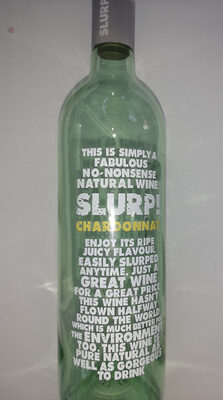 SLURP
THIS IS SIMPLY A
FABULOUS
NO-NONSENSE
NATURAL WINE.
SLURP!
CHARDONNAY
ENJOY ITS RIPE
JUICY FLAVOUR.
EASILY SLURPED
ANYTIME. JUST A
GREAT WINE
FOR A GREAT PRICE.
THIS WINE HASN'T
FLOWN HALFWAY
ROUND THE WORLD
WHICH IS MUCH BETTER FOR
THE ENVIRONMENT
TOO. THIS WINE IS
PURE NATURAL AS
WELL AS GORGEOUS
TO DRINK